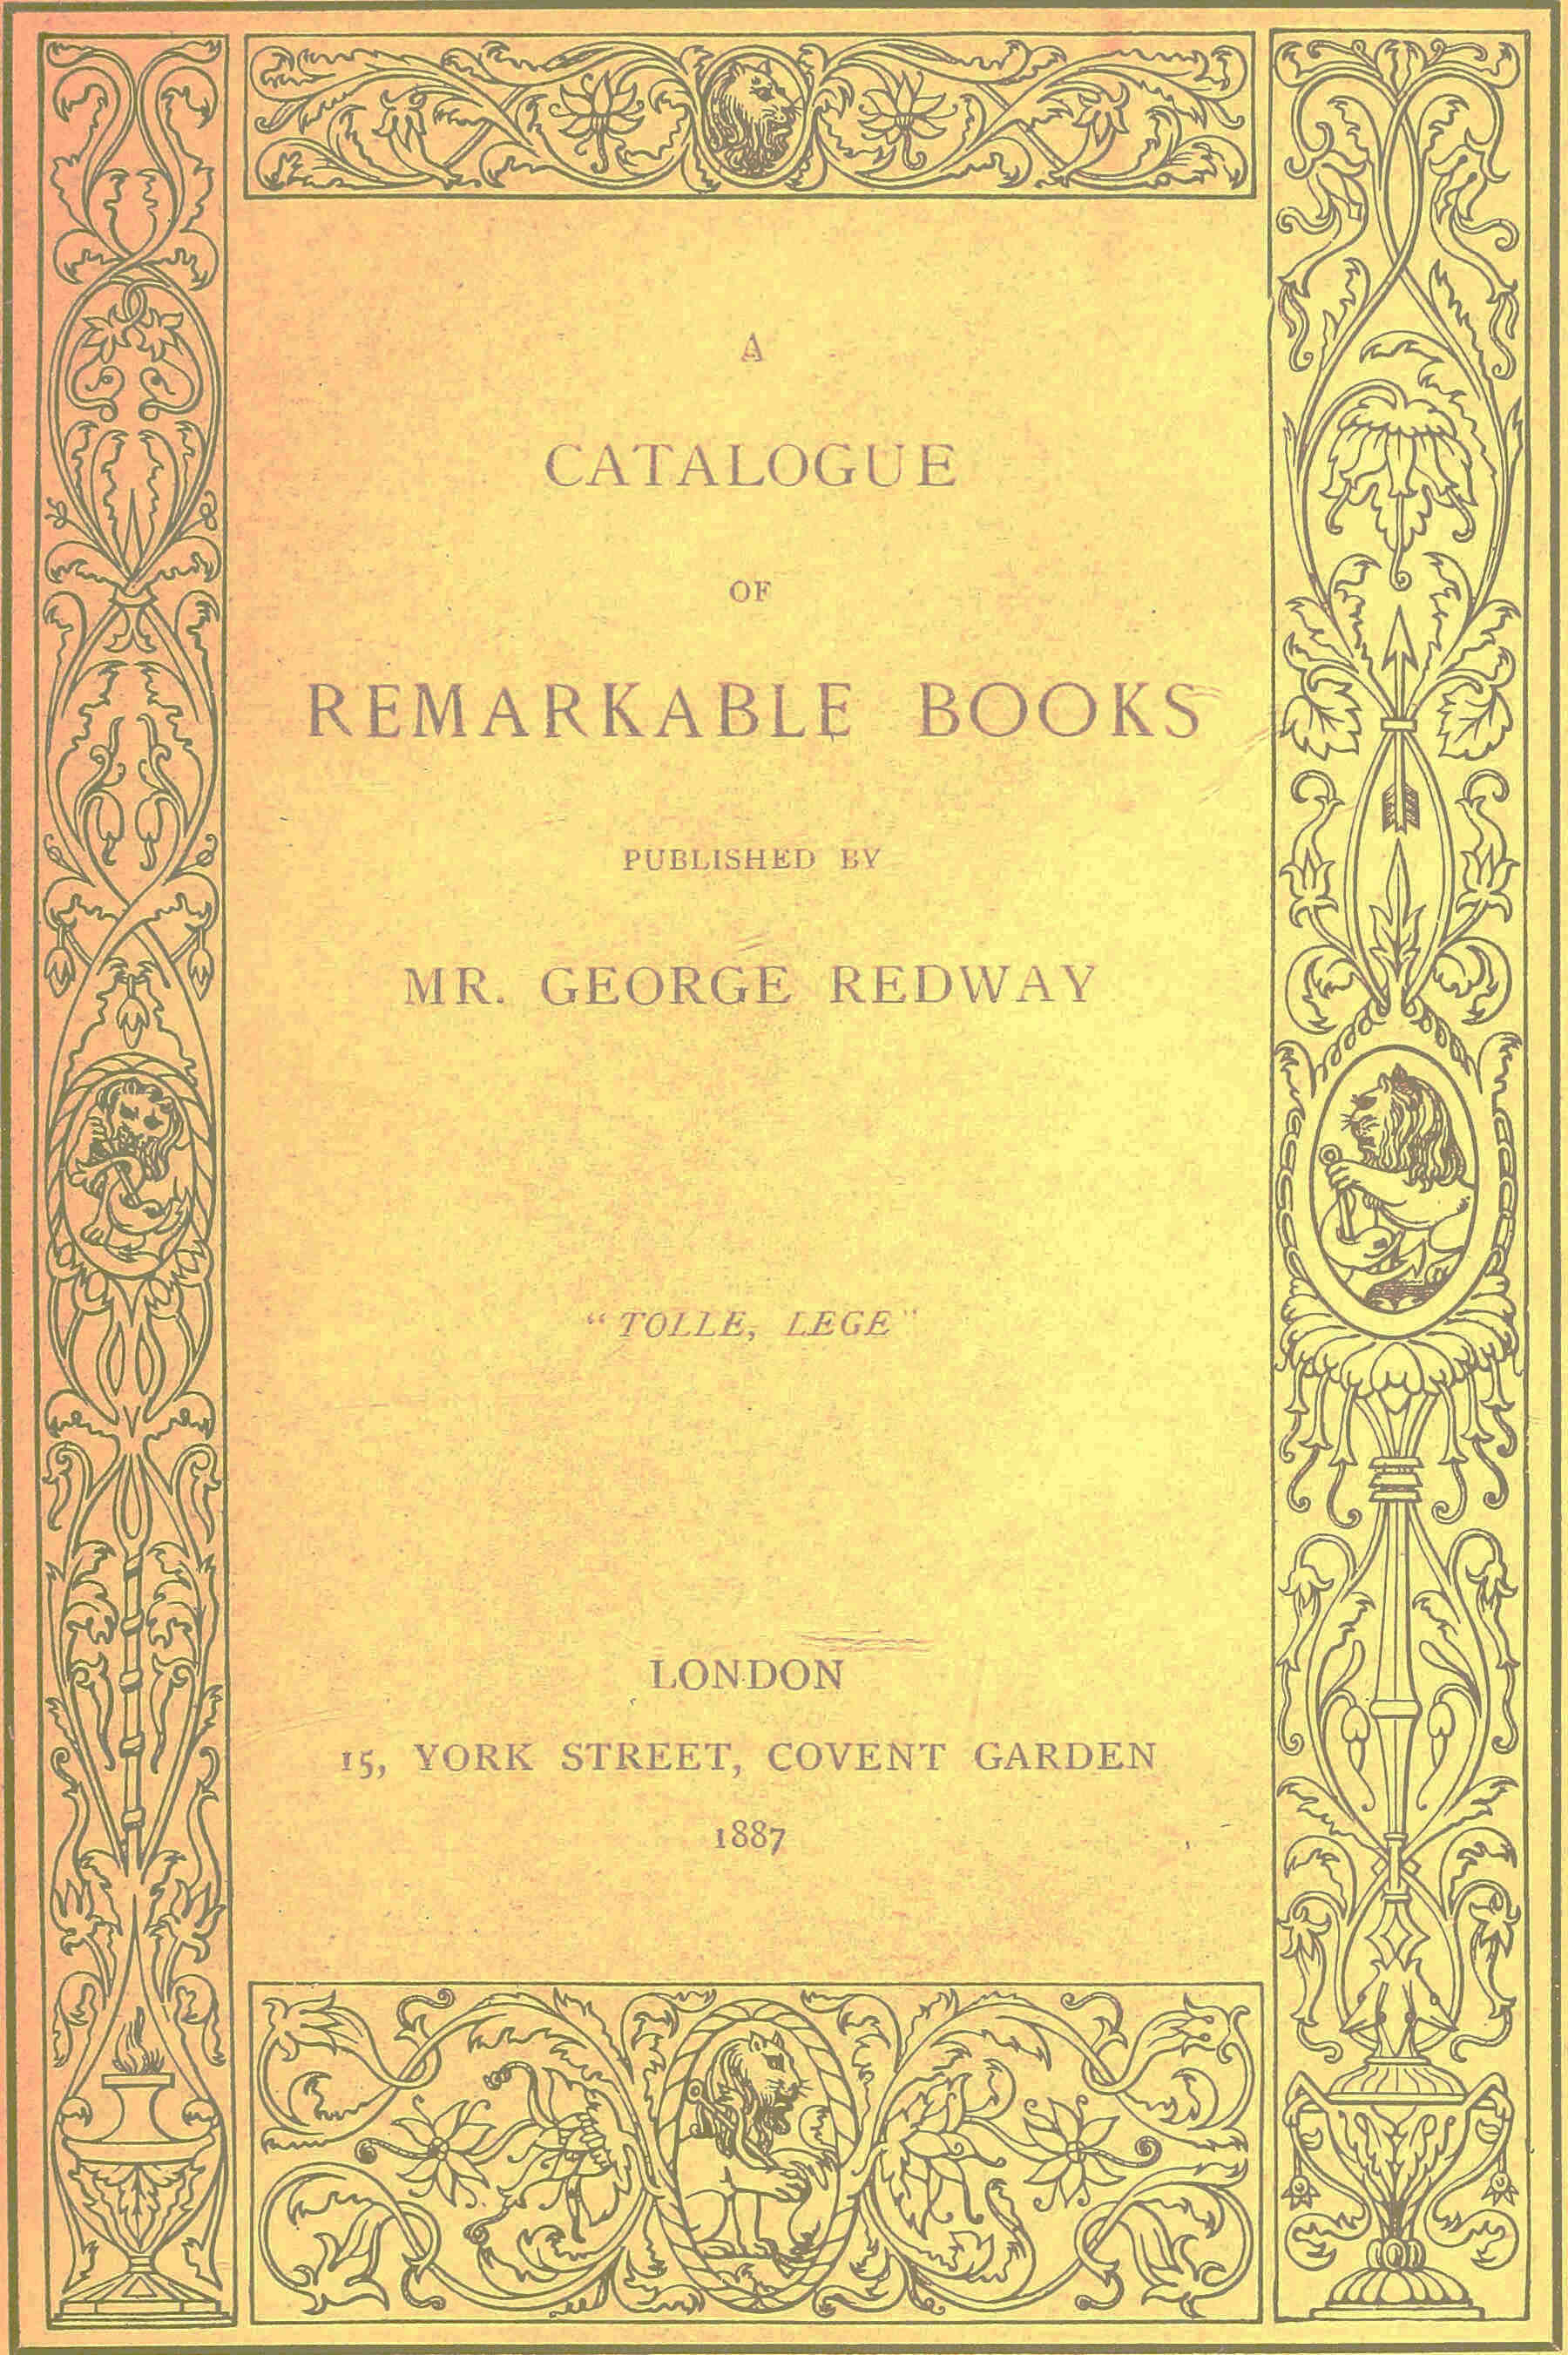 A
CATALOGUE
OF
REMARKABLE BOOKS
PUBLISHED BY
MR. GEORGE REDWAY
“TOLLE, LEGE”
LONDON
15, YORK STREET, COVENT GARDEN
1887